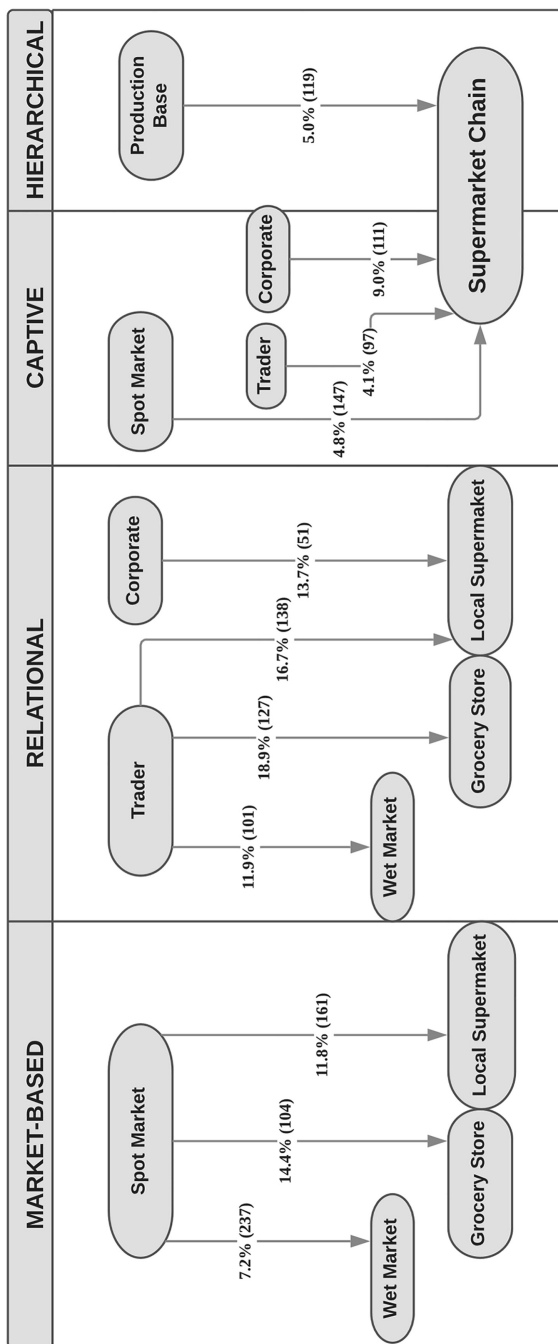 MARKET-BASED
Spot Market
7.2% (237)
14.4% (104)
11.8% (161)
Wet Market
Grocery Store
Local Supermaket
RELATIONAL
Trader
Corporate
11.9% (101)
18.9% (127)
16.7% (138)
13.7% (51)
Wet Market
Grocery Store
Local Supermaket
CAPTIVE
Spot Market
Trader
Corporate
4.8% (147)
4.1% (97)
9.0% (111)
HIERARCHICAL
Production
Base
5.0% (119)
Supermarket Chain